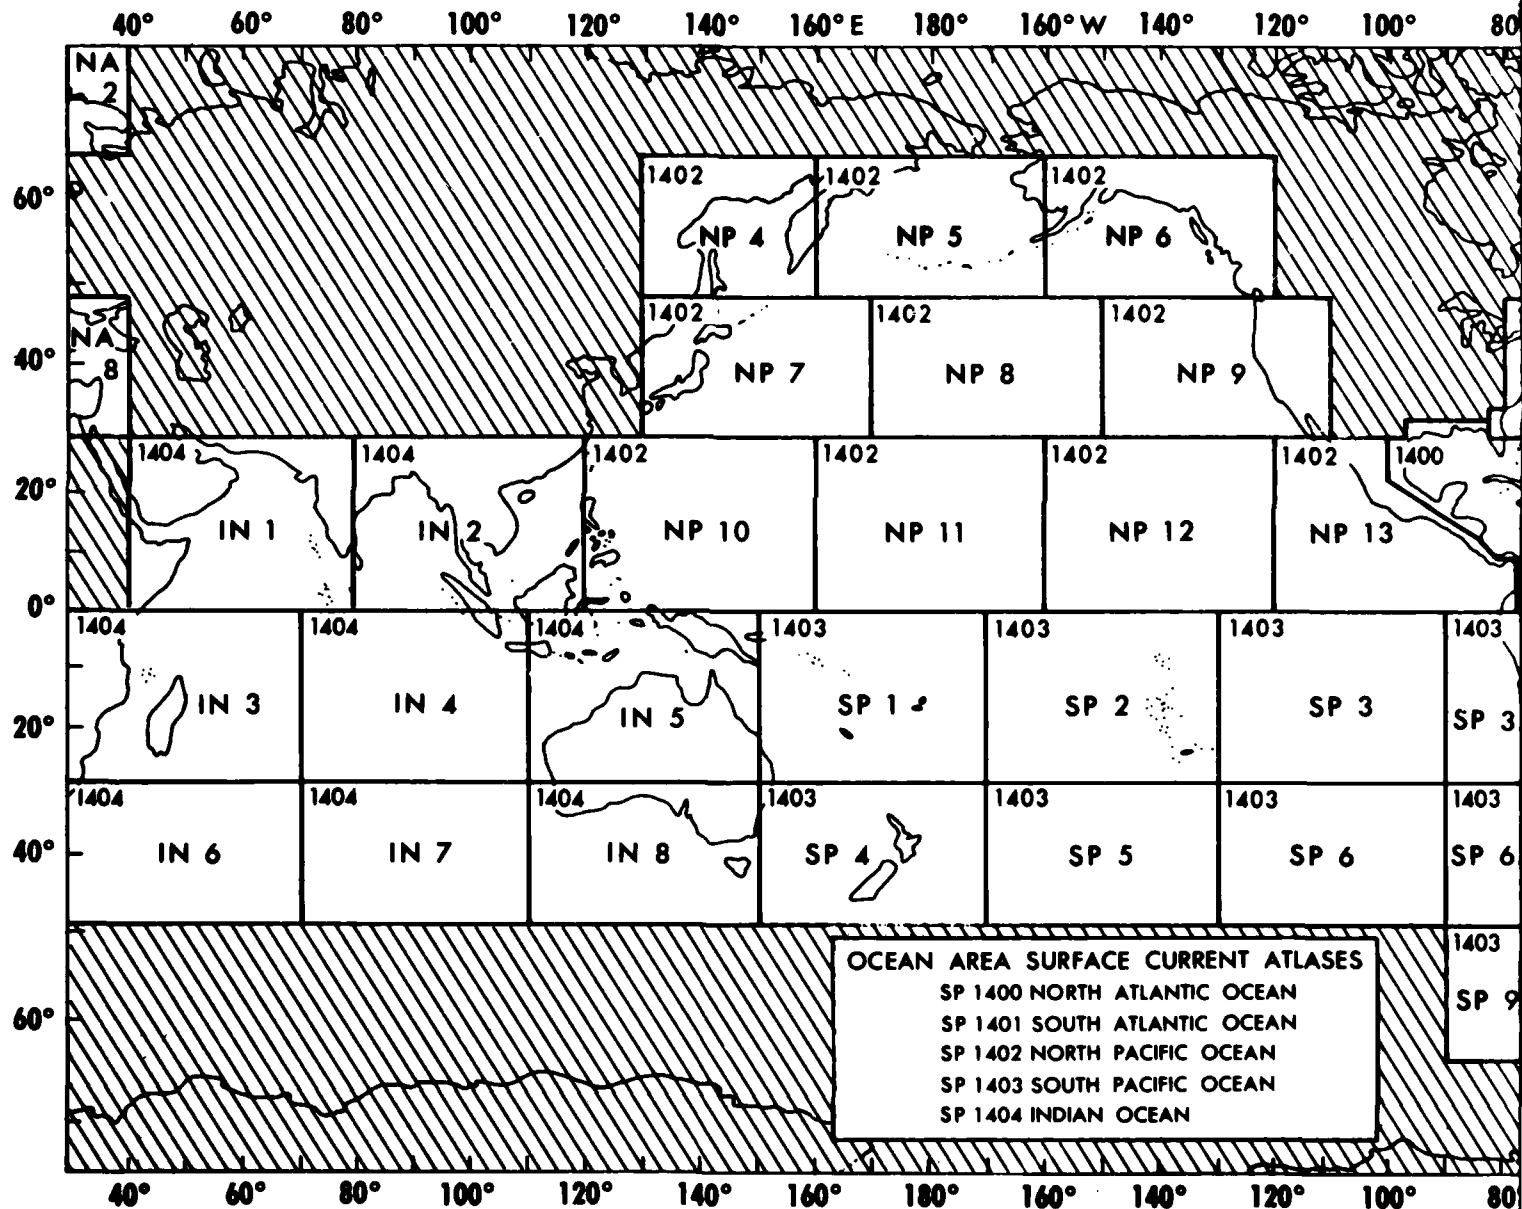 40° 60° 80° 100° 120° 140° 160° E 180° 160° W 140° 120° 100° 80
NA 2
1402 1402 1402
60°
NP 4 NP 5 NP 6
1402 1402 1402
NA 8
40°
NP 7 NP 8 NP 9
1404 1404 1402 1402 1402 1402 1400
20°
IN 1 IN 2 NP 10 NP 11 NP 12 NP 13
0°
1404 1404 1404 1403 1403 1403 1403
IN 3 IN 4 IN 5 SP 1 SP 2 SP 3 SP 3
20°
1404 1404 1404 1403 1403 1403 1403
40°
IN 6 IN 7 IN 8 SP 4 SP 5 SP 6 SP 6
1403
SP 9
60°
OCEAN AREA SURFACE CURRENT ATLASES
SP 1400 NORTH ATLANTIC OCEAN
SP 1401 SOUTH ATLANTIC OCEAN
SP 1402 NORTH PACIFIC OCEAN
SP 1403 SOUTH PACIFIC OCEAN
SP 1404 INDIAN OCEAN
40° 60° 80° 100° 120° 140° 160° 180° 160° 140° 120° 100° 80